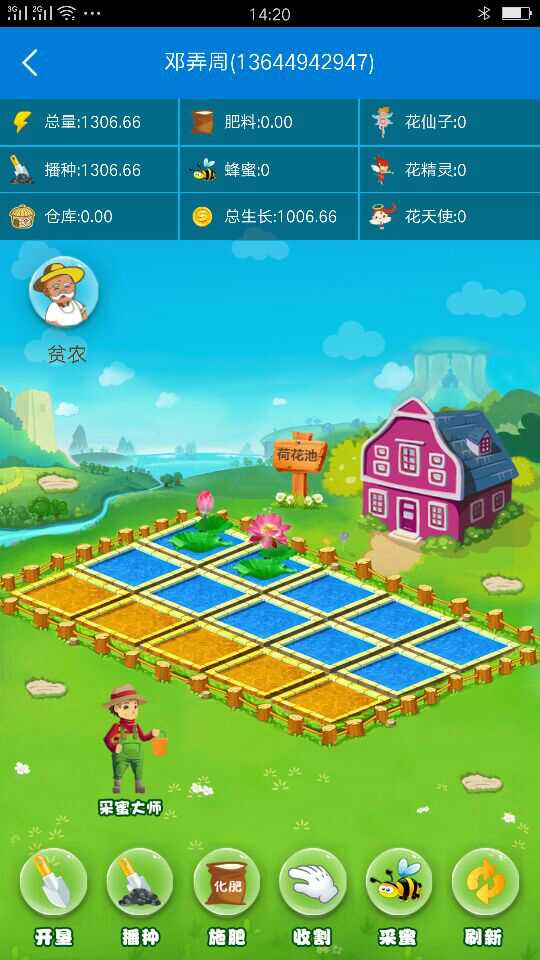 3G 2G 14:20
邓弄周(13644942947)
总量:1306.66 肥料:0.00 花仙子:0
播种:1306.66 蜂蜜:0 花精灵:0
仓库:0.00 总生长:1006.66 花天使:0
贫农
荷花池
采蜜大师
化肥
开垦 播种 施肥 收割 采蜜 刷新